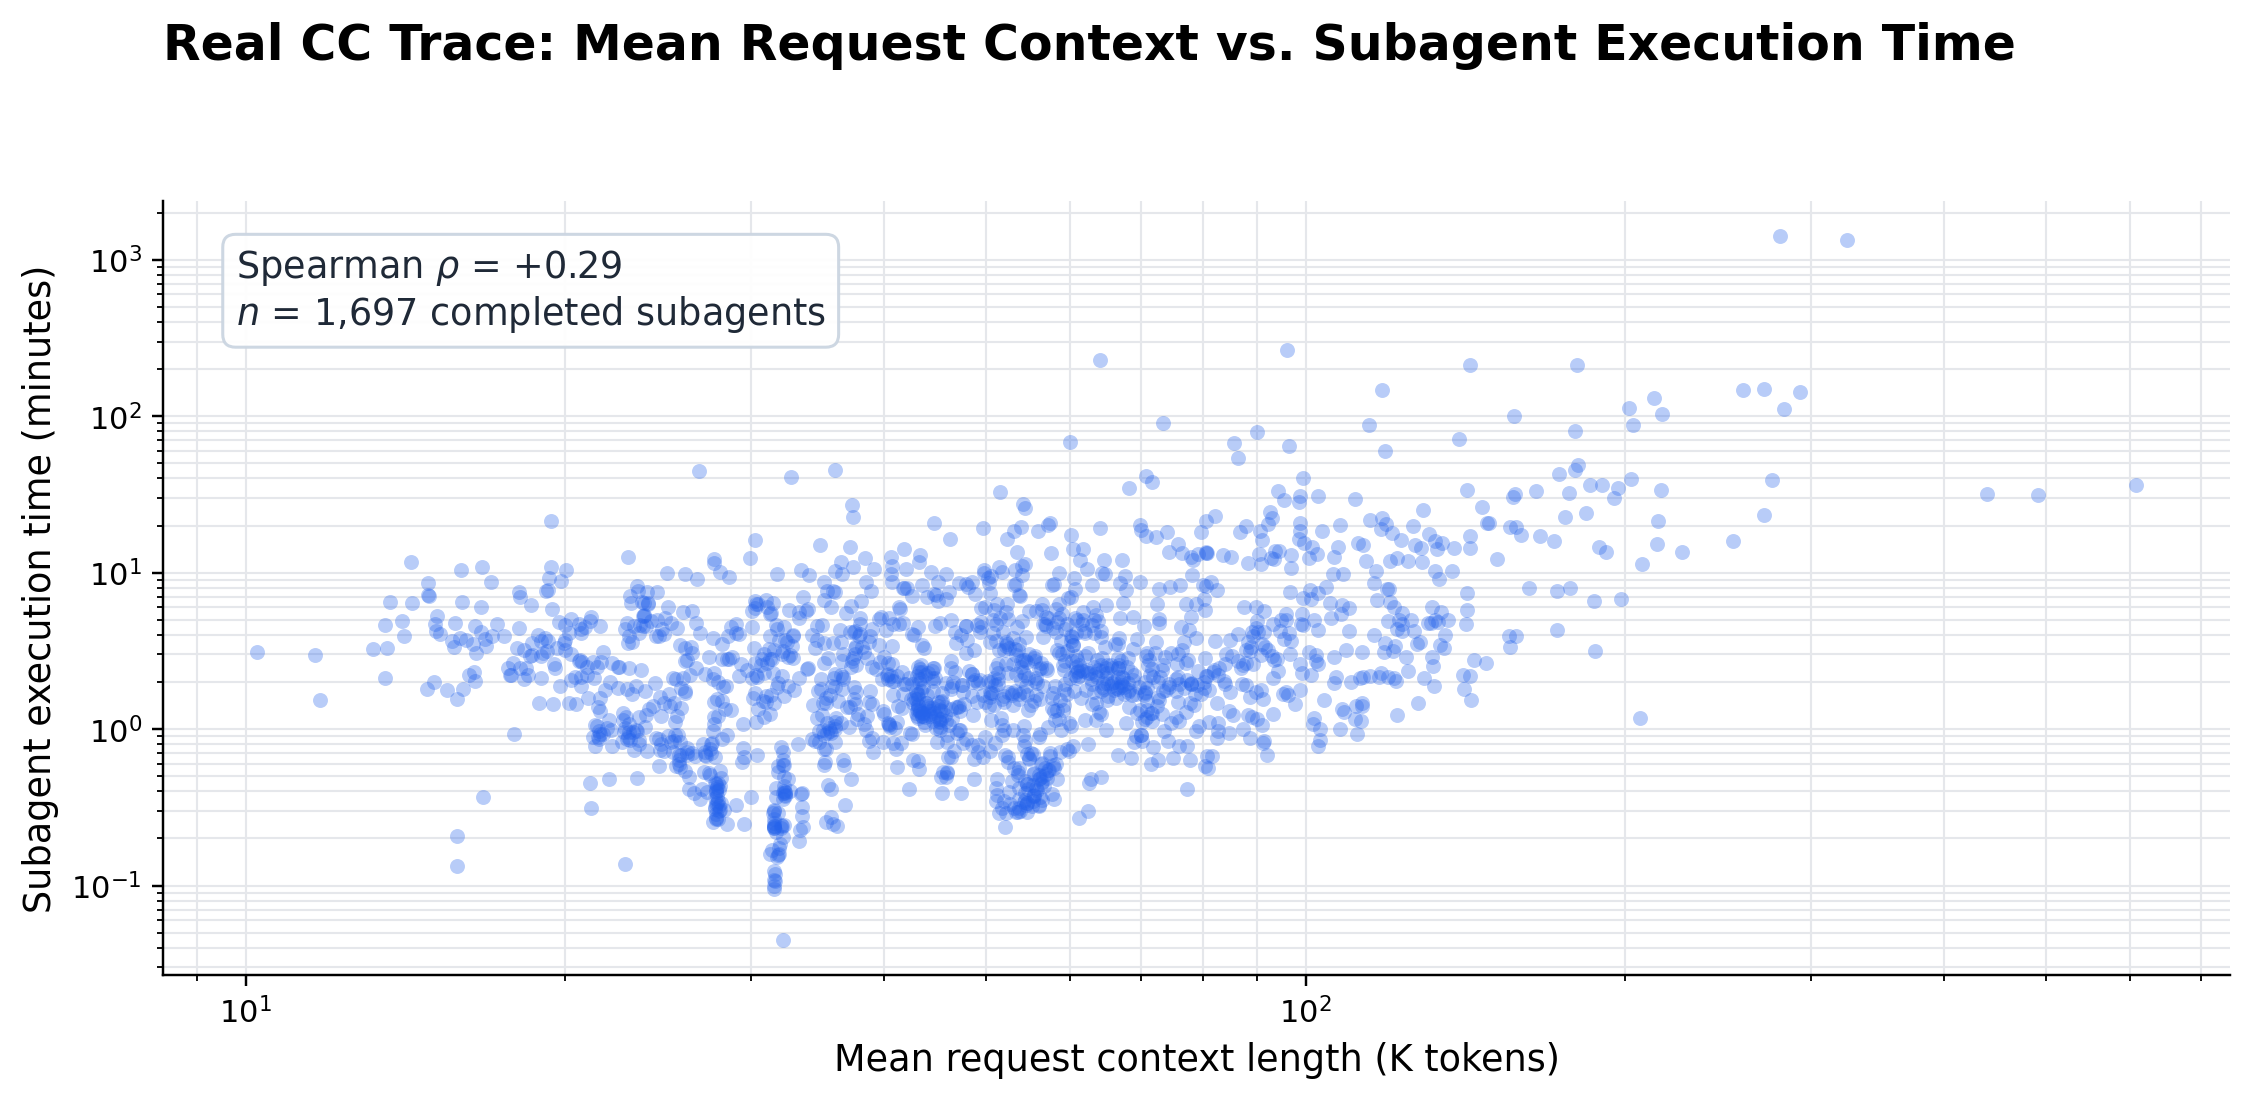 Real CC Trace: Mean Request Context vs. Subagent Execution Time
Spearman ρ = +0.29
n = 1,697 completed subagents
Subagent execution time (minutes)
10³
10²
10¹
10⁰
10⁻¹
10¹
10²
Mean request context length (K tokens)